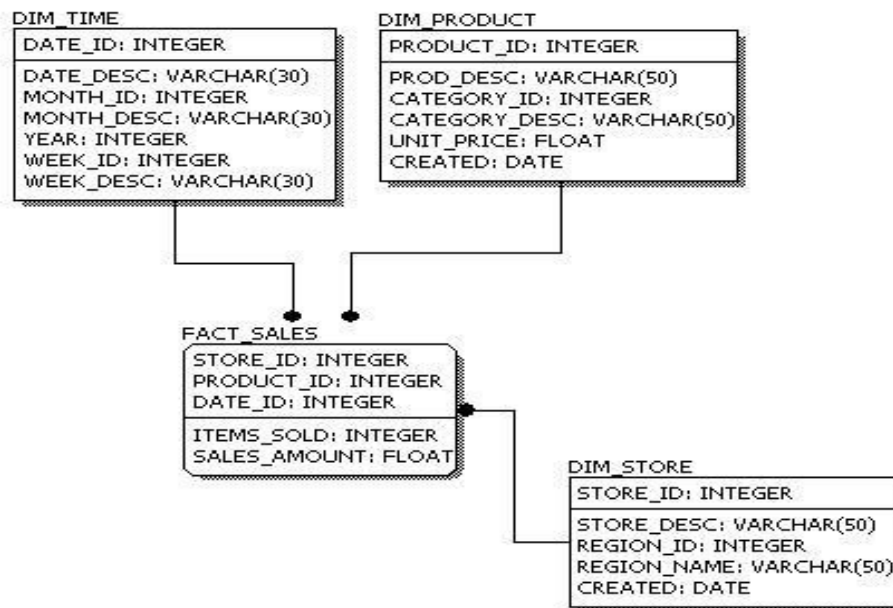 DIM_TIME
DATE_ID: INTEGER
DATE_DESC: VARCHAR(30)
MONTH_ID: INTEGER
MONTH_DESC: VARCHAR(30)
YEAR: INTEGER
WEEK_ID: INTEGER
WEEK_DESC: VARCHAR(30)
DIM_PRODUCT
PRODUCT_ID: INTEGER
PROD_DESC: VARCHAR(50)
CATEGORY_ID: INTEGER
CATEGORY_DESC: VARCHAR(50)
UNIT_PRICE: FLOAT
CREATED: DATE
FACT_SALES
STORE_ID: INTEGER
PRODUCT_ID: INTEGER
DATE_ID: INTEGER
ITEMS_SOLD: INTEGER
SALES_AMOUNT: FLOAT
DIM_STORE
STORE_ID: INTEGER
STORE_DESC: VARCHAR(50)
REGION_ID: INTEGER
REGION_NAME: VARCHAR(50)
CREATED: DATE